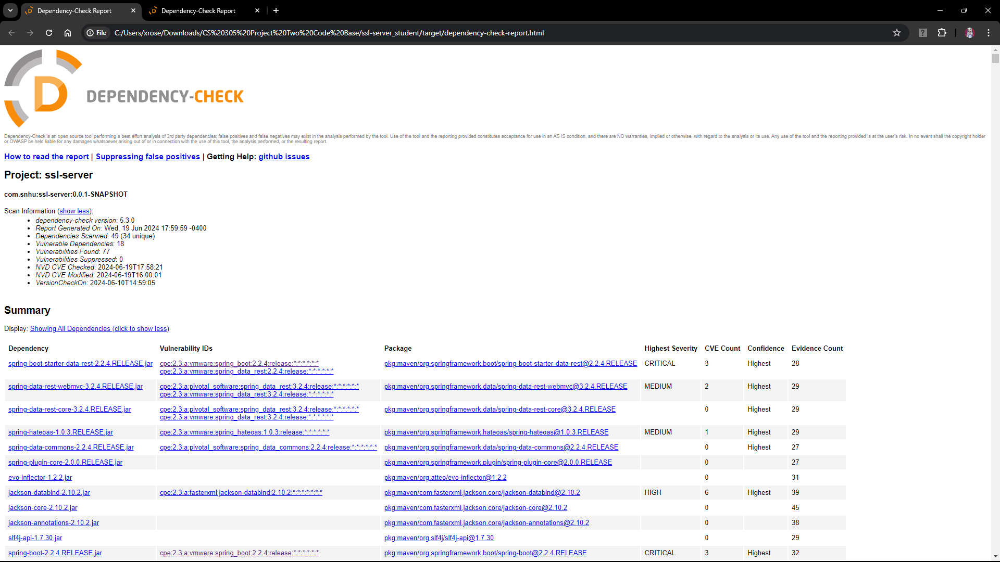 Dependency-Check Report
Dependency-Check Report
File C:/Users/xrose/Downloads/CS%20305%20Project%20Two%20Code%20Base/ssl-server_student/target/dependency-check-report.html
D
DEPENDENCY-CHECK
Dependency-Check is an open source tool performing a best effort analysis of 3rd party dependencies; false positives and false negatives may exist in the analysis performed by the tool. Use of the tool and the reporting provided constitutes acceptance for use in an AS IS condition, and there are NO warranties, implied or otherwise, with regard to the analysis or its use. Any use of the tool and the reporting provided is at the user's risk. In no event shall the copyright holder
or OWASP be held liable for any damages whatsoever arising out of or in connection with the use of this tool, the analysis performed, or the resulting report.
How to read the report | Suppressing false positives | Getting Help: github issues
Project: ssl-server
com.snhu:ssl-server:0.0.1-SNAPSHOT
Scan Information (show less):
• dependency-check version: 5.3.0
• Report Generated On: Wed, 19 Jun 2024 17:59:59 -0400
• Dependencies Scanned: 49 (34 unique)
• Vulnerable Dependencies: 18
• Vulnerabilities Found: 77
• Vulnerabilities Suppressed: 0
• NVD CVE Checked: 2024-06-19T17:58:21
• NVD CVE Modified: 2024-06-19T16:00:01
• VersionCheckOn: 2024-06-10T14:59:05
Summary
Display: Showing All Dependencies (click to show less)
Dependency Vulnerability IDs Package Highest Severity CVE Count Confidence Evidence Count
spring-boot-starter-data-rest-2.2.4.RELEASE.jar cpe:2.3:a:vmware:spring_boot:2.2.4:release:*:*:*:*:*:* pkg:maven/org.springframework.boot/spring-boot-starter-data-rest@2.2.4.RELEASE CRITICAL 3 Highest 28
cpe:2.3:a:vmware:spring_data_rest:2.2.4:release:*:*:*:*:*:*
spring-data-rest-webmvc-3.2.4.RELEASE.jar cpe:2.3:a:pivotal_software:spring_data_rest:3.2.4:release:*:*:*:*:*:* pkg:maven/org.springframework.data/spring-data-rest-webmvc@3.2.4.RELEASE MEDIUM 2 Highest 29
cpe:2.3:a:vmware:spring_data_rest:3.2.4:release:*:*:*:*:*:*
spring-data-rest-core-3.2.4.RELEASE.jar cpe:2.3:a:pivotal_software:spring_data_rest:3.2.4:release:*:*:*:*:*:* pkg:maven/org.springframework.data/spring-data-rest-core@3.2.4.RELEASE 0 Highest 29
cpe:2.3:a:vmware:spring_data_rest:3.2.4:release:*:*:*:*:*:*
spring-hateoas-1.0.3.RELEASE.jar cpe:2.3:a:vmware:spring_hateoas:1.0.3:release:*:*:*:*:*:* pkg:maven/org.springframework.hateoas/spring-hateoas@1.0.3.RELEASE MEDIUM 1 Highest 29
spring-data-commons-2.2.4.RELEASE.jar cpe:2.3:a:pivotal_software:spring_data_commons:2.2.4:release:*:*:*:*:*:* pkg:maven/org.springframework.data/spring-data-commons@2.2.4.RELEASE 0 Highest 27
spring-plugin-core-2.0.0.RELEASE.jar pkg:maven/org.springframework.plugin/spring-plugin-core@2.0.0.RELEASE 0 27
evo-inflector-1.2.2.jar pkg:maven/org.atteo/evo-inflector@1.2.2 0 31
jackson-databind-2.10.2.jar cpe:2.3:a:fasterxml:jackson-databind:2.10.2:*:*:*:*:*:*:* pkg:maven/com.fasterxml.jackson.core/jackson-databind@2.10.2 HIGH 6 Highest 39
jackson-core-2.10.2.jar pkg:maven/com.fasterxml.jackson.core/jackson-core@2.10.2 0 45
jackson-annotations-2.10.2.jar pkg:maven/com.fasterxml.jackson.core/jackson-annotations@2.10.2 0 38
slf4j-api-1.7.30.jar pkg:maven/org.slf4j/slf4j-api@1.7.30 0 29
spring-boot-2.2.4.RELEASE.jar cpe:2.3:a:vmware:spring_boot:2.2.4:release:*:*:*:*:*:* pkg:maven/org.springframework.boot/spring-boot@2.2.4.RELEASE CRITICAL 3 Highest 32